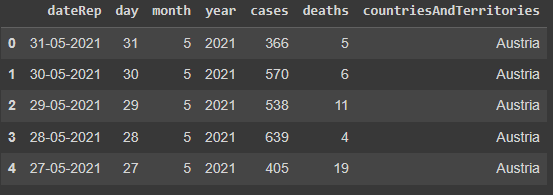 dateRep day month year cases deaths countriesAndTerritories
0 31-05-2021 31 5 2021 366 5 Austria
1 30-05-2021 30 5 2021 570 6 Austria
2 29-05-2021 29 5 2021 538 11 Austria
3 28-05-2021 28 5 2021 639 4 Austria
4 27-05-2021 27 5 2021 405 19 Austria